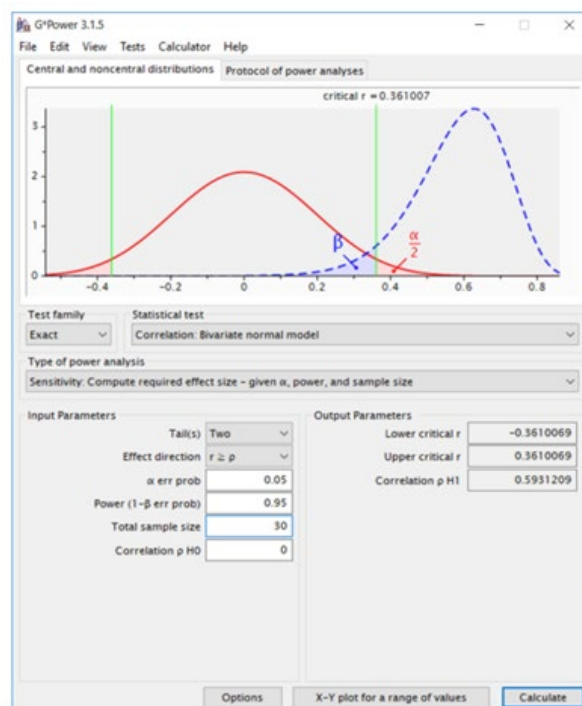 G*Power 3.1.5
File Edit View Tests Calculator Help
Central and noncentral distributions Protocol of power analyses
critical r = 0.361007
3
2
1
0
β
α
2
-0.4 -0.2 0 0.2 0.4 0.6 0.8
Test family Statistical test
Exact Correlation: Bivariate normal model
Type of power analysis
Sensitivity: Compute required effect size - given α, power, and sample size
Input Parameters Output Parameters
Tail(s) Two Lower critical r -0.3610069
Effect direction r ≥ ρ Upper critical r 0.3610069
α err prob 0.05 Correlation ρ H1 0.5931209
Power (1-β err prob) 0.95
Total sample size 30
Correlation ρ H0 0
Options X-Y plot for a range of values Calculate